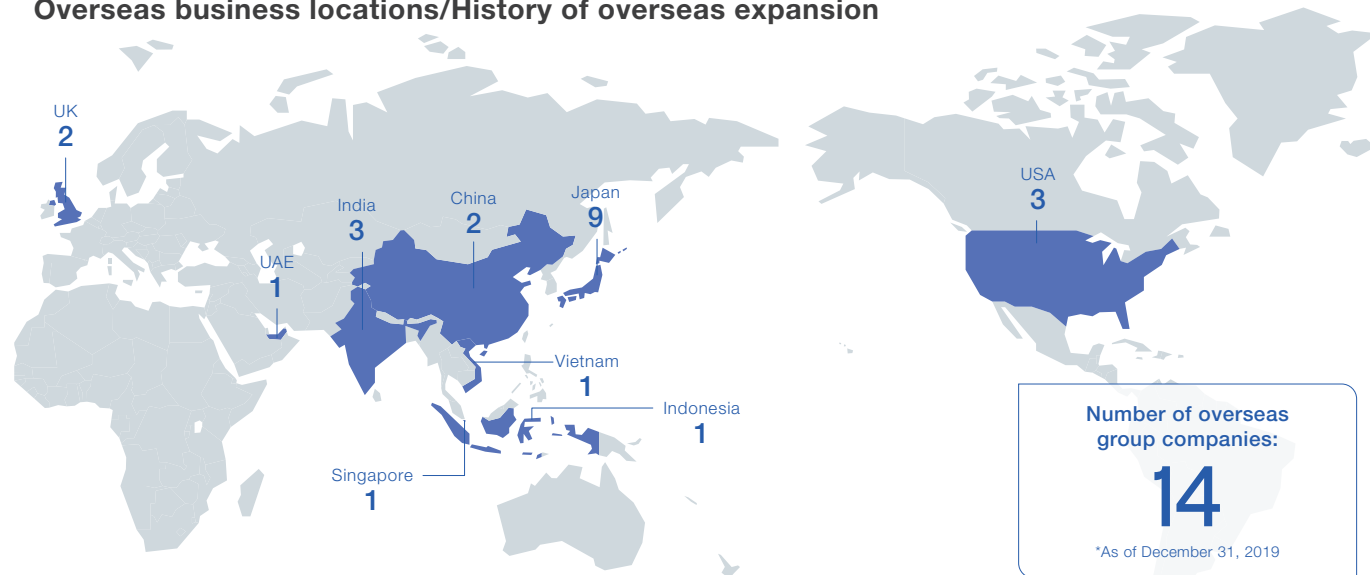 Overseas business locations/History of overseas expansion
UK
2
UAE
1
India
3
China
2
Japan
9
USA
3
Vietnam
1
Indonesia
1
Singapore
1
Number of overseas
group companies:
14
*As of December 31, 2019